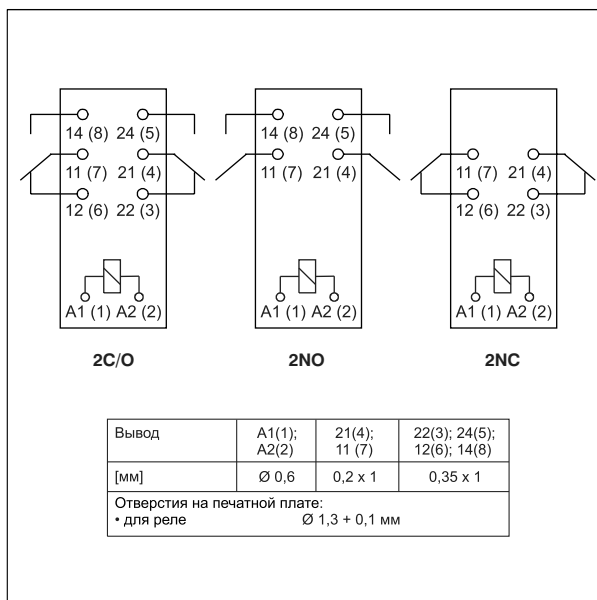 14 (8) 24 (5)
11 (7) 21 (4)
12 (6) 22 (3)
A1 (1) A2 (2)
2C/O
14 (8) 24 (5)
11 (7) 21 (4)
A1 (1) A2 (2)
2NO
11 (7) 21 (4)
12 (6) 22 (3)
A1 (1) A2 (2)
2NC
Вывод A1(1); 21(4); 22(3); 24(5);
A2(2) 11 (7) 12(6); 14(8)
[мм] Ø 0,6 0,2 x 1 0,35 x 1
Отверстия на печатной плате:
• для реле Ø 1,3 + 0,1 мм